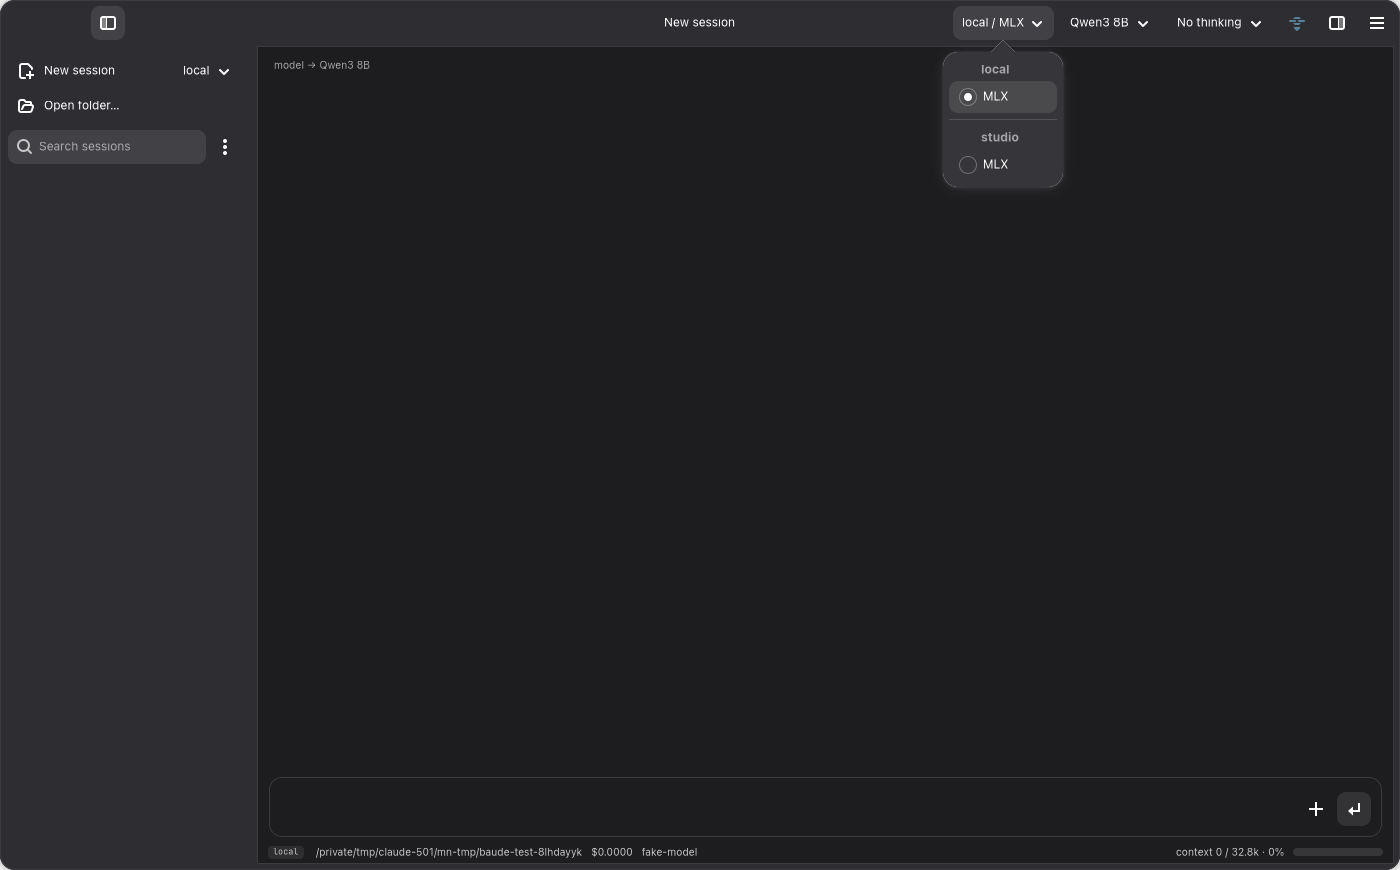 New session
local / MLX
Qwen3 8B
No thinking
New session
local
Open folder...
Search sessions
model → Qwen3 8B
local
MLX
studio
MLX
local
/private/tmp/claude-501/mn-tmp/baude-test-8lhdayyk
$0.0000
fake-model
context 0 / 32.8k · 0%